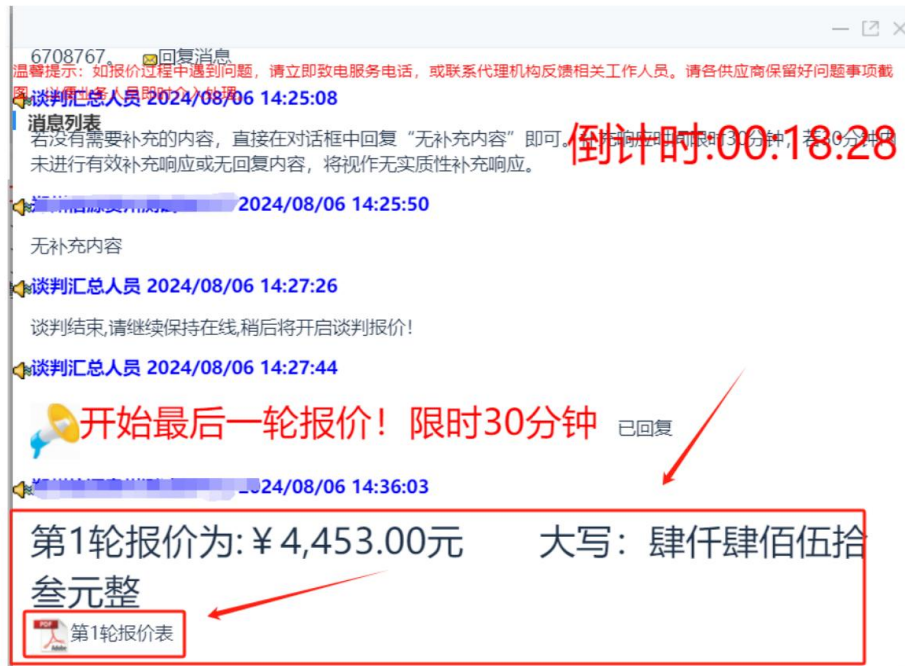 6708767。 回复消息
温馨提示：如报价过程中遇到问题，请立即致电服务电话，或联系代理机构反馈相关工作人员。请各供应商保留好问题事项截
谈判汇总人员 2024/08/06 14:25:08
消息列表
若没有需要补充的内容，直接在对话框中回复“无补充内容”即可。
倒计时:00:18:28
未进行有效补充响应或无回复内容，将视作无实质性补充响应。
2024/08/06 14:25:50
无补充内容
谈判汇总人员 2024/08/06 14:27:26
谈判结束,请继续保持在线,稍后将开启谈判报价!
谈判汇总人员 2024/08/06 14:27:44
开始最后一轮报价！限时30分钟 已回复
24/08/06 14:36:03
第1轮报价为:￥4,453.00元 大写：肆仟肆佰伍拾
叁元整
PDF
Adobe
第1轮报价表